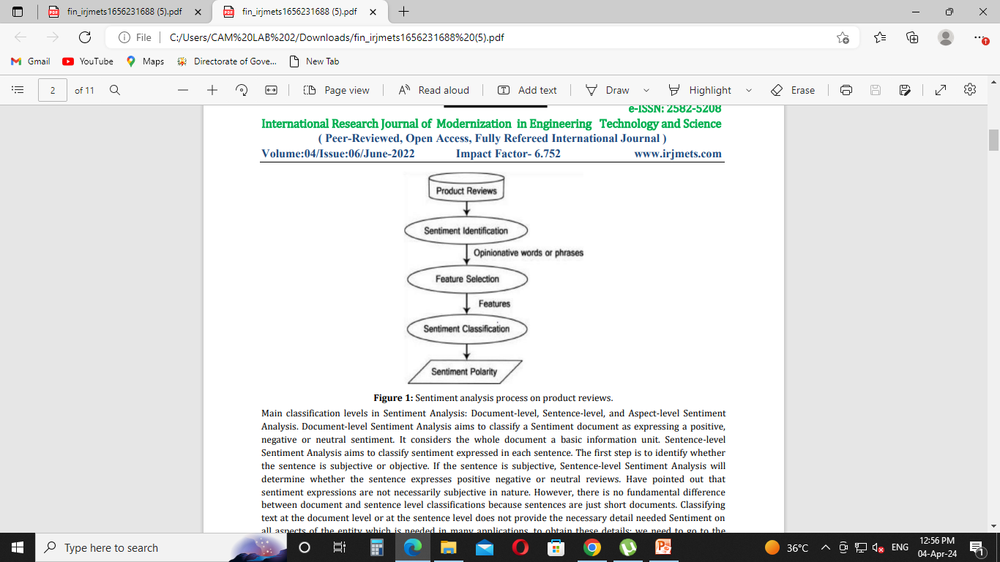 fin_irjmets1656231688 (5).pdf
fin_irjmets1656231688 (5).pdf
File
C:/Users/CAM%20LAB%202/Downloads/fin_irjmets1656231688%20(5).pdf
Gmail
YouTube
Maps
Directorate of Gove...
New Tab
2
of 11
Page view
Read aloud
Add text
Draw
Highlight
Erase
e-ISSN: 2582-5208
International Research Journal of Modernization in Engineering Technology and Science
( Peer-Reviewed, Open Access, Fully Refereed International Journal )
Volume:04/Issue:06/June-2022 Impact Factor- 6.752 www.irjmets.com
Product Reviews
Sentiment Identification
Opinionative words or phrases
Feature Selection
Features
Sentiment Classification
Sentiment Polarity
Figure 1: Sentiment analysis process on product reviews.
Main classification levels in Sentiment Analysis: Document-level, Sentence-level, and Aspect-level Sentiment
Analysis. Document-level Sentiment Analysis aims to classify a Sentiment document as expressing a positive,
negative or neutral sentiment. It considers the whole document a basic information unit. Sentence-level
Sentiment Analysis aims to classify sentiment expressed in each sentence. The first step is to identify whether
the sentence is subjective or objective. If the sentence is subjective, Sentence-level Sentiment Analysis will
determine whether the sentence expresses positive negative or neutral reviews. Have pointed out that
sentiment expressions are not necessarily subjective in nature. However, there is no fundamental difference
between document and sentence level classifications because sentences are just short documents. Classifying
text at the document level or at the sentence level does not provide the necessary detail needed Sentiment on
all aspects of the entity which is needed in many applications, to obtain these details; we need to go to the
Type here to search
36°C
ENG
12:56 PM
04-Apr-24
1